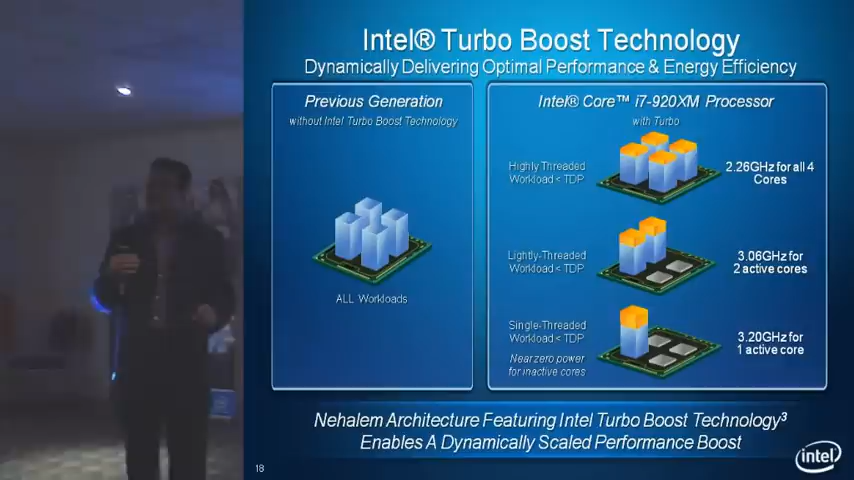 Intel® Turbo Boost Technology
Dynamically Delivering Optimal Performance & Energy Efficiency
Previous Generation
without Intel Turbo Boost Technology
ALL Workloads
Intel® Core™ i7-920XM Processor
with Turbo
Highly Threaded
Workload < TDP
2.26GHz for all 4
Cores
Lightly-Threaded
Workload < TDP
3.06GHz for
2 active cores
Single-Threaded
Workload < TDP
Near zero power
for inactive cores
3.20GHz for
1 active core
Nehalem Architecture Featuring Intel Turbo Boost Technology³
Enables A Dynamically Scaled Performance Boost
18
intel